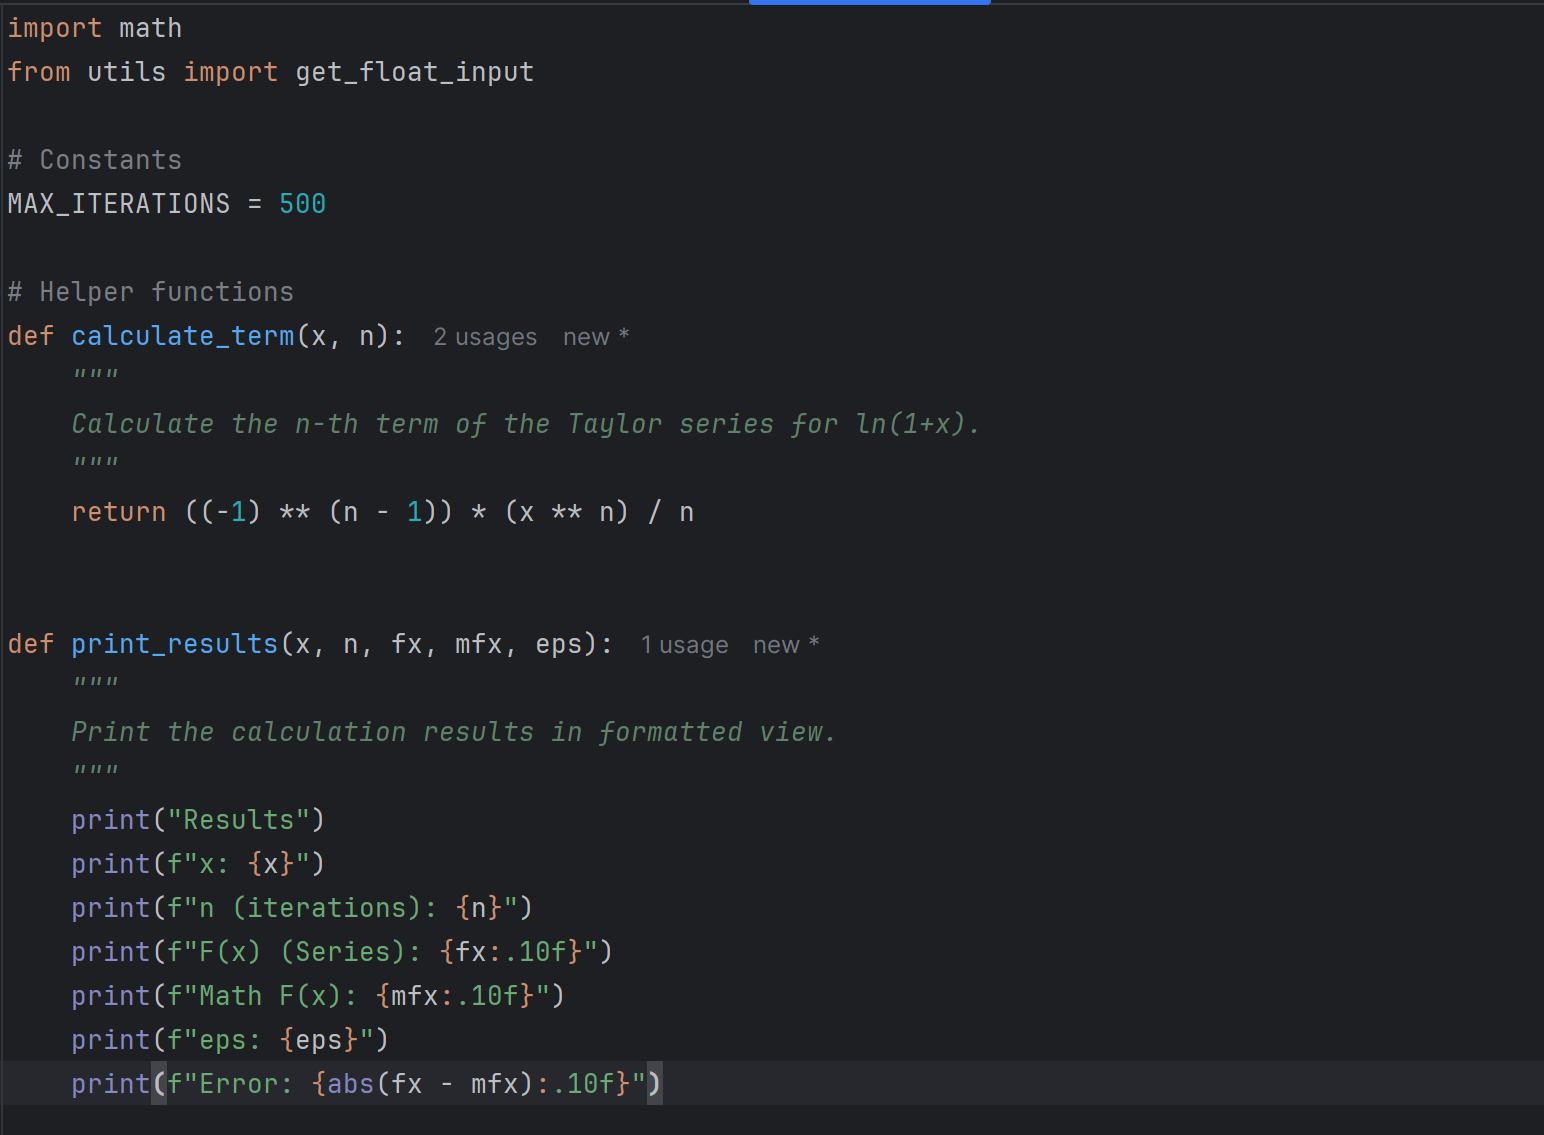 import math
from utils import get_float_input
# Constants
MAX_ITERATIONS = 500
# Helper functions
def calculate_term(x, n):  2 usages  new *
    """
    Calculate the n-th term of the Taylor series for ln(1+x).
    """
    return ((-1) ** (n - 1)) * (x ** n) / n
def print_results(x, n, fx, mfx, eps):  1 usage  new *
    """
    Print the calculation results in formatted view.
    """
    print("Results")
    print(f"x: {x}")
    print(f"n (iterations): {n}")
    print(f"F(x) (Series): {fx:.10f}")
    print(f"Math F(x): {mfx:.10f}")
    print(f"eps: {eps}")
    print(f"Error: {abs(fx - mfx):.10f}")